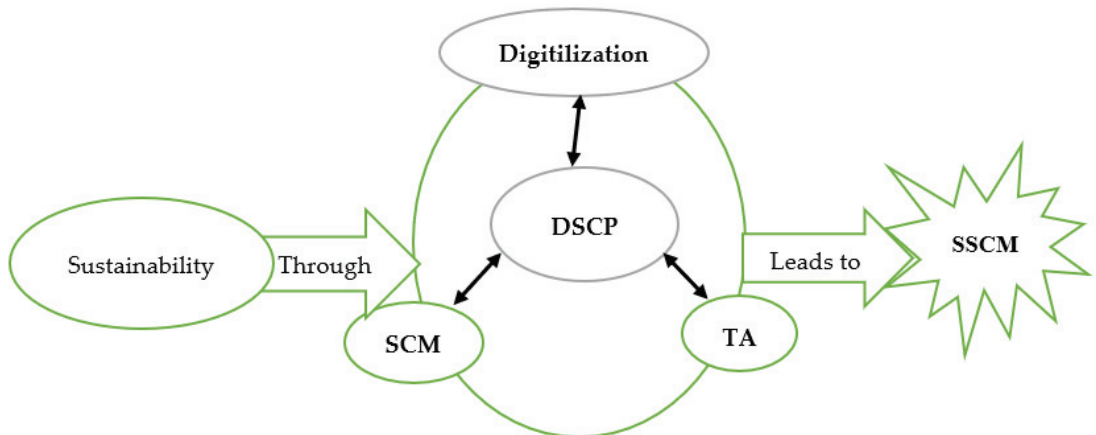 Digitilization
DSCP
Sustainability
Through
Leads to
SSCM
SCM
TA